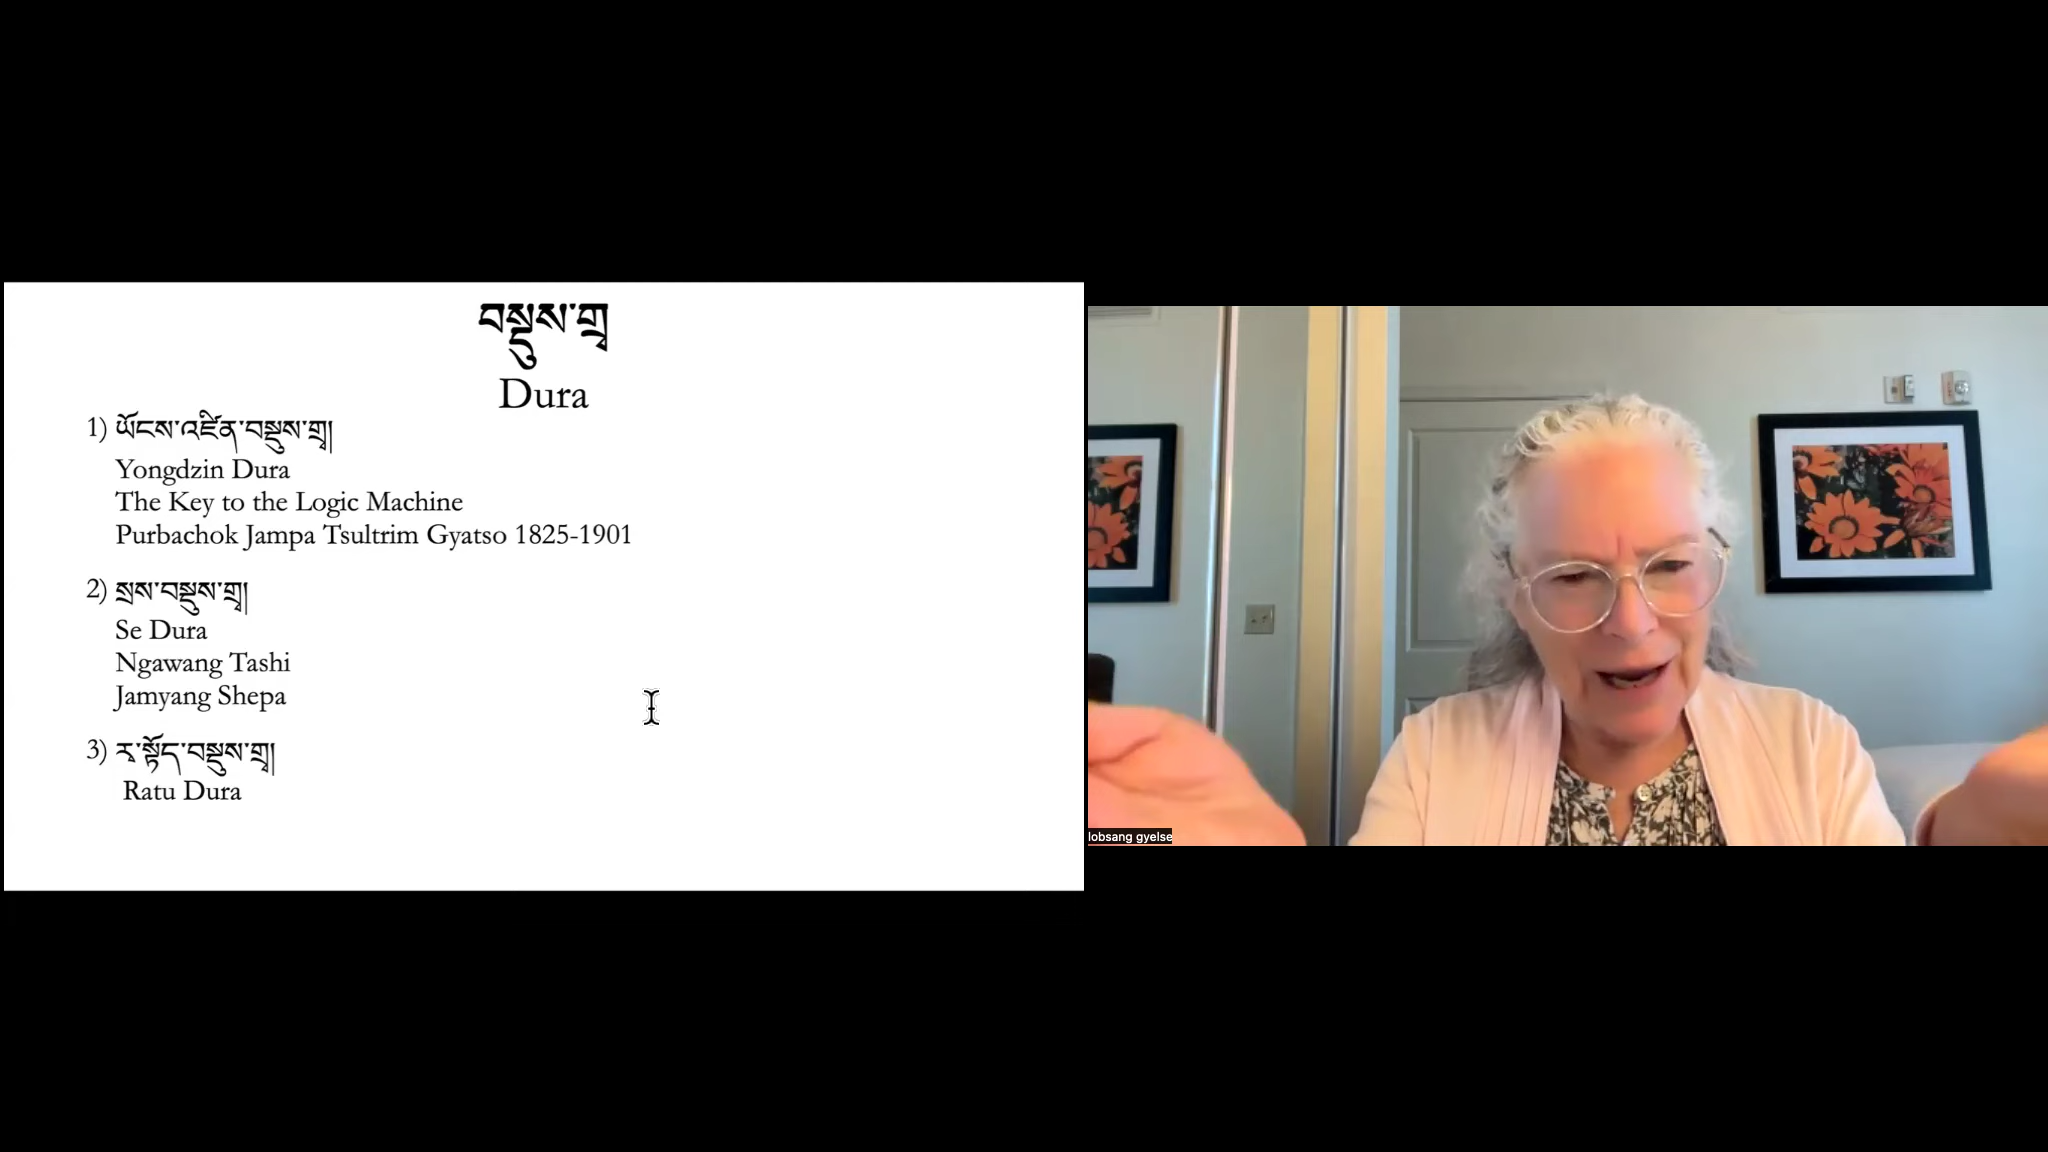 བསྡུས་གྲྭ
Dura
1) ཡོངས་འཛིན་བསྡུས་གྲྭ།
Yongdzin Dura
The Key to the Logic Machine
Purbachok Jampa Tsultrim Gyatso 1825-1901
2) སྲས་བསྡུས་གྲྭ།
Se Dura
Ngawang Tashi
Jamyang Shepa
3) རྭ་སྟོད་བསྡུས་གྲྭ།
Ratu Dura
lobsang gyelse